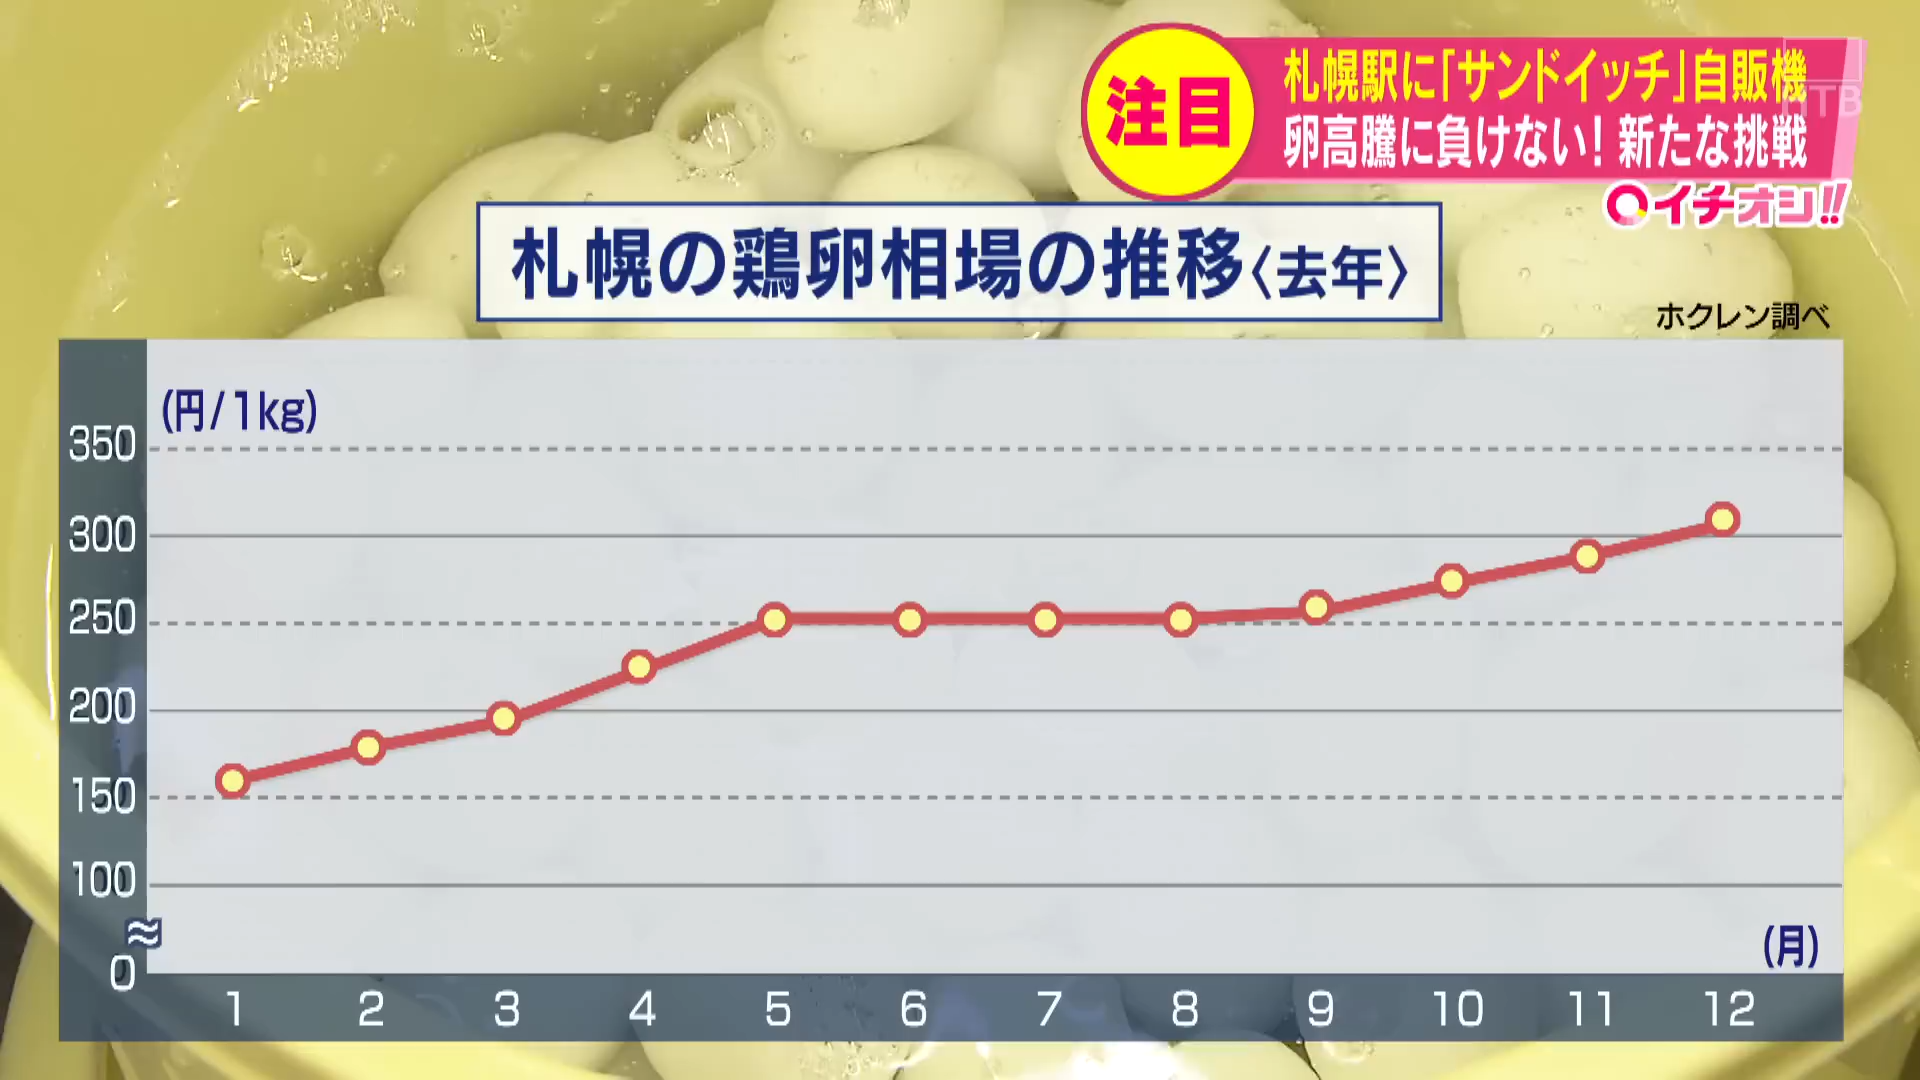 注目
札幌駅に「サンドイッチ」自販機
卵高騰に負けない！新たな挑戦
HTB
イチオシ!!
札幌の鶏卵相場の推移〈去年〉
ホクレン調べ
(円/1kg)
350
300
250
200
150
100
0
(月)
1 2 3 4 5 6 7 8 9 10 11 12